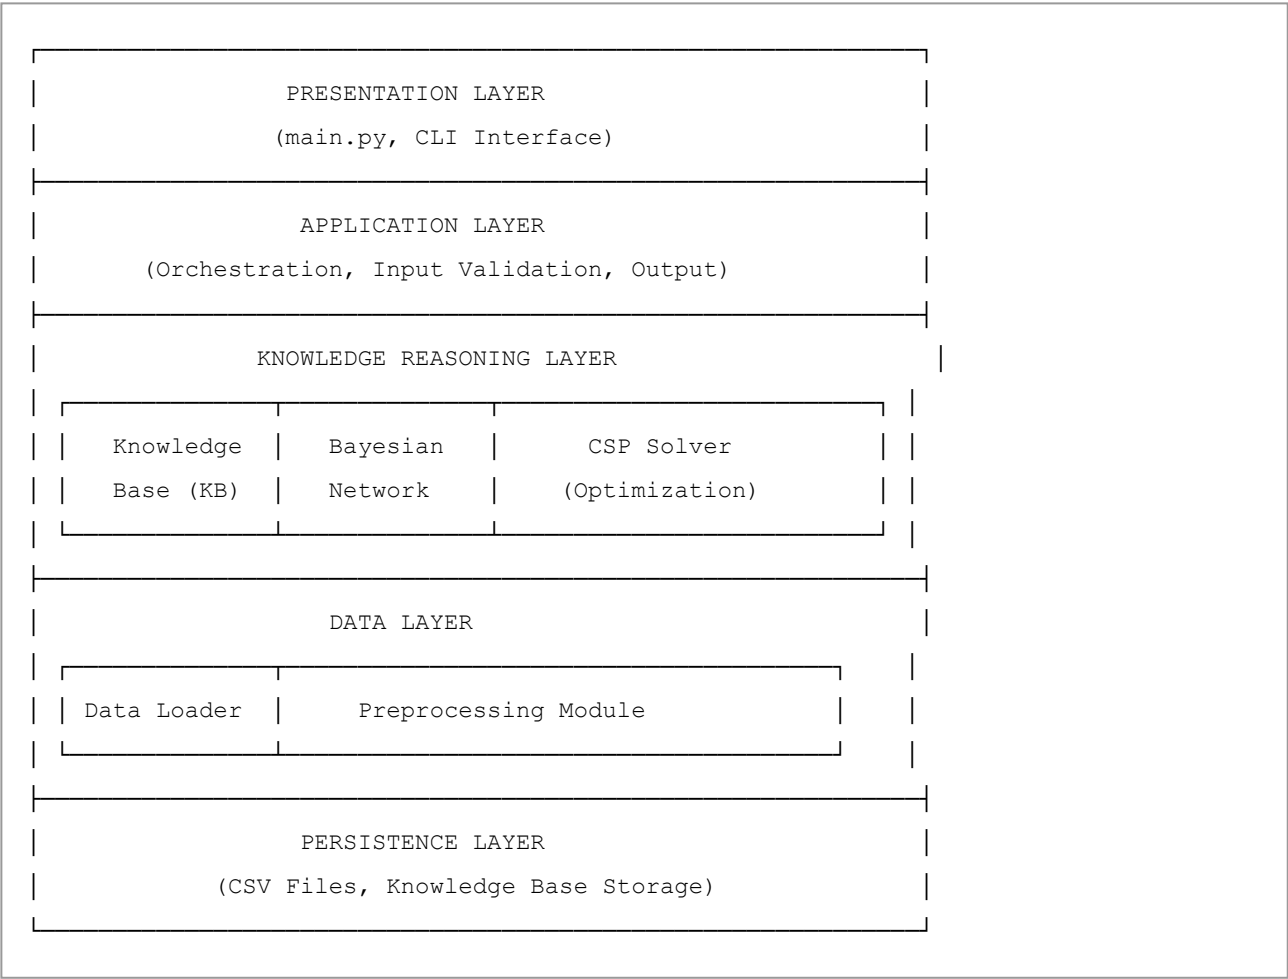 PRESENTATION LAYER
(main.py, CLI Interface)
APPLICATION LAYER
(Orchestration, Input Validation, Output)
KNOWLEDGE REASONING LAYER
Knowledge Bayesian CSP Solver
Base (KB) Network (Optimization)
DATA LAYER
Data Loader Preprocessing Module
PERSISTENCE LAYER
(CSV Files, Knowledge Base Storage)